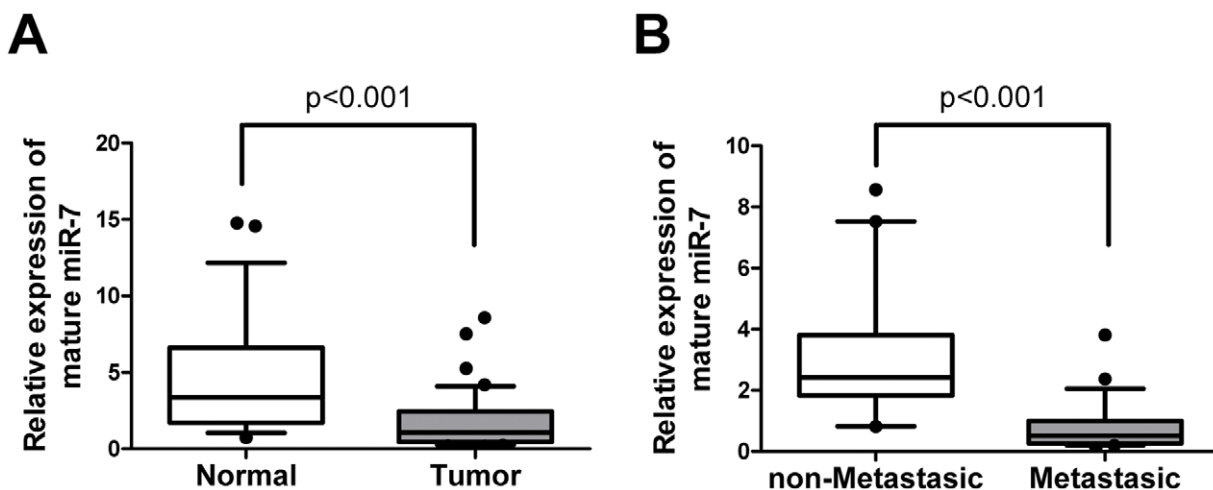 A
p<0.001
Relative expression of
mature miR-7
20
15
10
5
0
Normal
Tumor
B
p<0.001
Relative expression of
mature miR-7
10
8
6
4
2
0
non-Metastasic
Metastasic